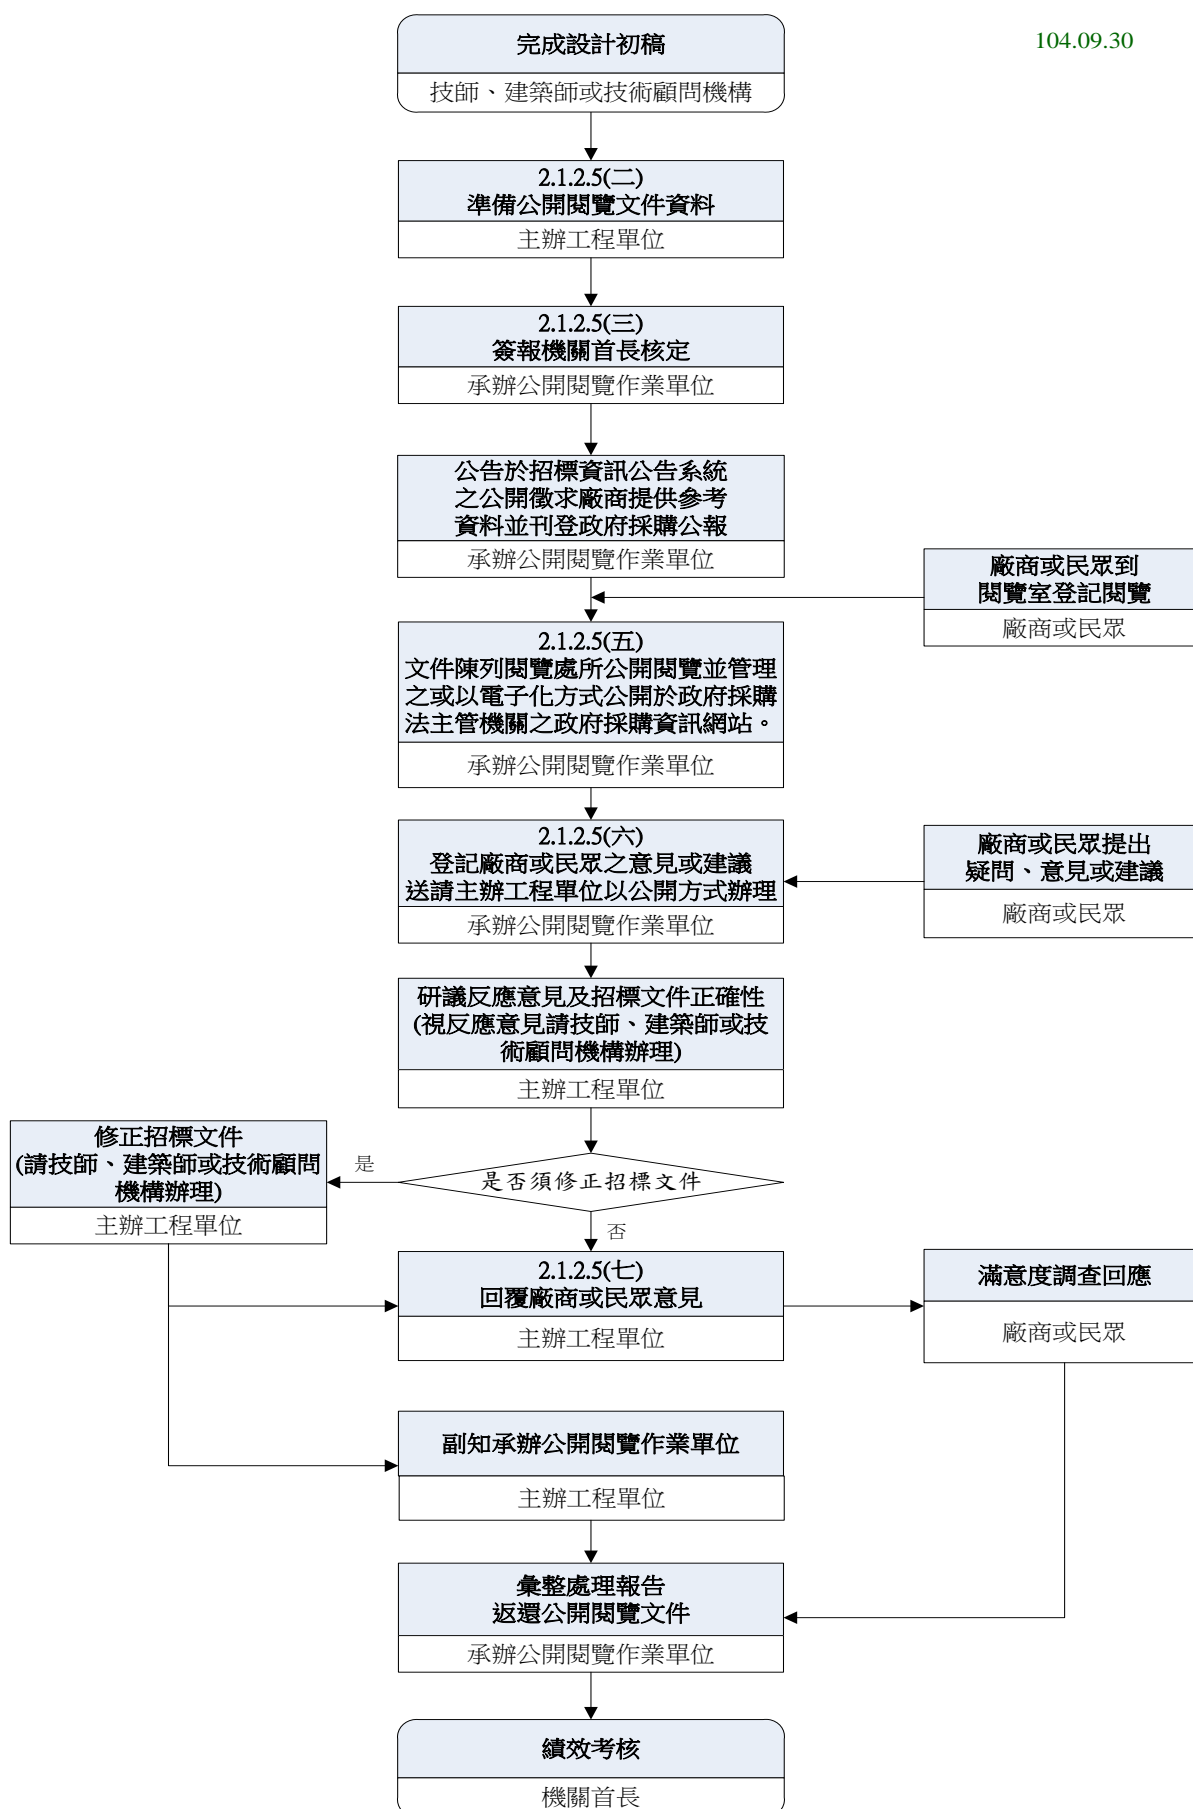 104.09.30
完成設計初稿
技師、建築師或技術顧問機構
2.1.2.5(二)
準備公開閱覽文件資料
主辦工程單位
2.1.2.5(三)
簽報機關首長核定
承辦公開閱覽作業單位
公告於招標資訊公告系統
之公開徵求廠商提供參考
資料並刊登政府採購公報
承辦公開閱覽作業單位
廠商或民眾到
閱覽室登記閱覽
廠商或民眾
2.1.2.5(五)
文件陳列閱覽處所公開閱覽並管理
之或以電子化方式公開於政府採購
法主管機關之政府採購資訊網站。
承辦公開閱覽作業單位
2.1.2.5(六)
登記廠商或民眾之意見或建議
送請主辦工程單位以公開方式辦理
承辦公開閱覽作業單位
廠商或民眾提出
疑問、意見或建議
廠商或民眾
研議反應意見及招標文件正確性
(視反應意見請技師、建築師或技
術顧問機構辦理)
主辦工程單位
是否須修正招標文件
是
修正招標文件
(請技師、建築師或技術顧問
機構辦理)
主辦工程單位
否
2.1.2.5(七)
回覆廠商或民眾意見
主辦工程單位
滿意度調查回應
廠商或民眾
副知承辦公開閱覽作業單位
主辦工程單位
彙整處理報告
返還公開閱覽文件
承辦公開閱覽作業單位
績效考核
機關首長